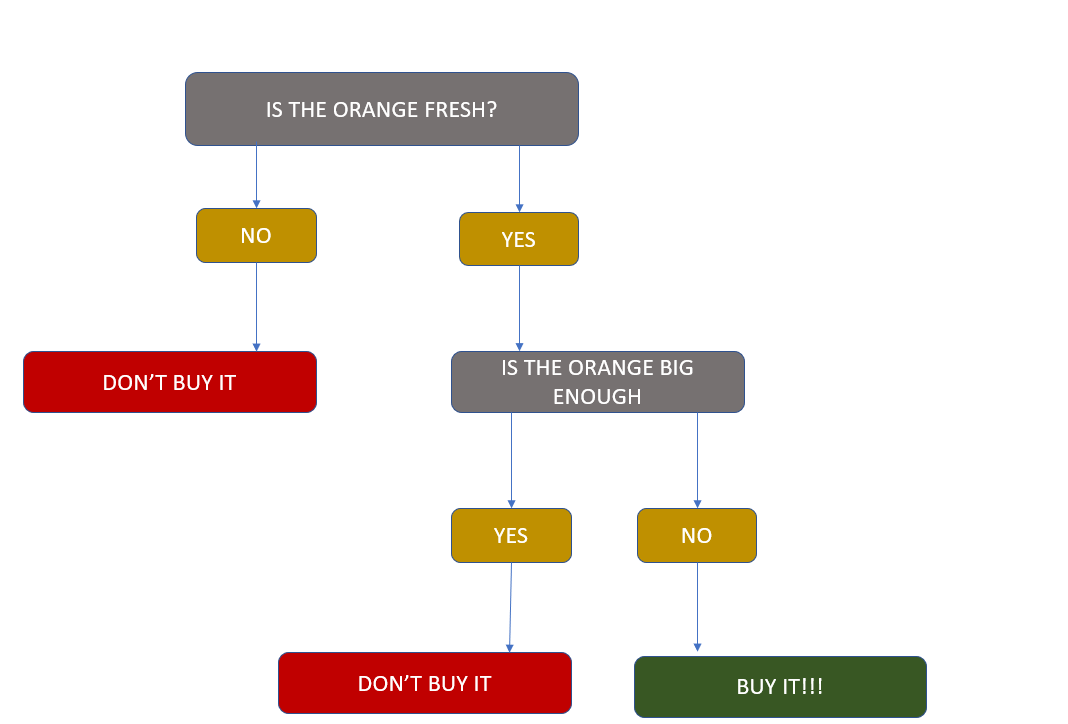 IS THE ORANGE FRESH?
NO
YES
DON’T BUY IT
IS THE ORANGE BIG
ENOUGH
YES
NO
DON’T BUY IT
BUY IT!!!